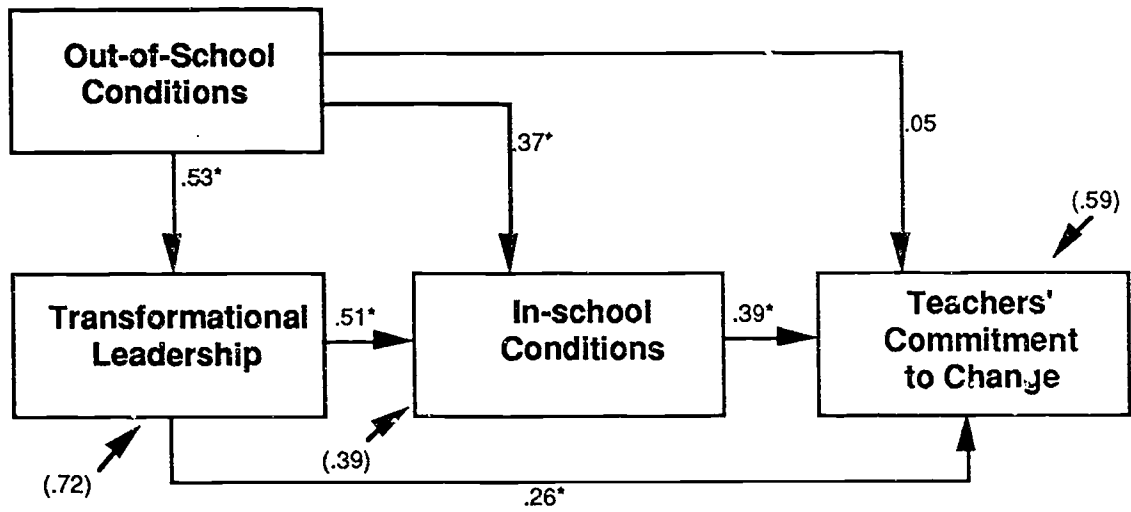 Out-of-School
Conditions
.05
.37*
.53*
(.59)
Transformational
Leadership
.51*
In-school
Conditions
.39*
Teachers'
Commitment
to Change
(.72)
(.39)
.26*